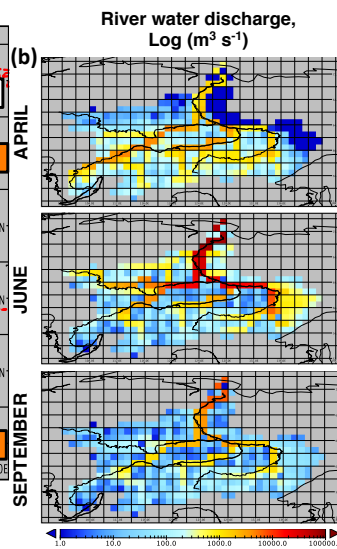 River water discharge,
Log (m³ s⁻¹)
(b)
APRIL
JUNE
SEPTEMBER
1.0 10.0 100.0 1000.0 10000.0 100000.